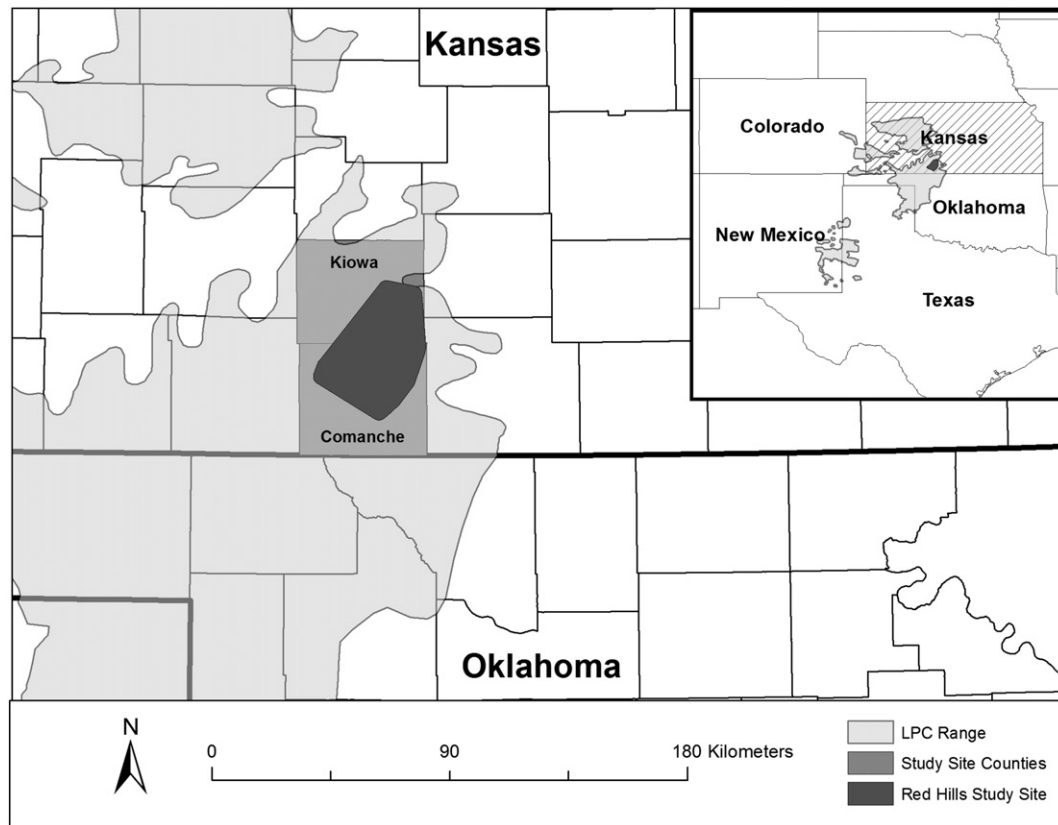 Kansas
Colorado
Kansas
Oklahoma
New Mexico
Texas
Kiowa
Comanche
Oklahoma
N
0 90 180 Kilometers
LPC Range
Study Site Counties
Red Hills Study Site